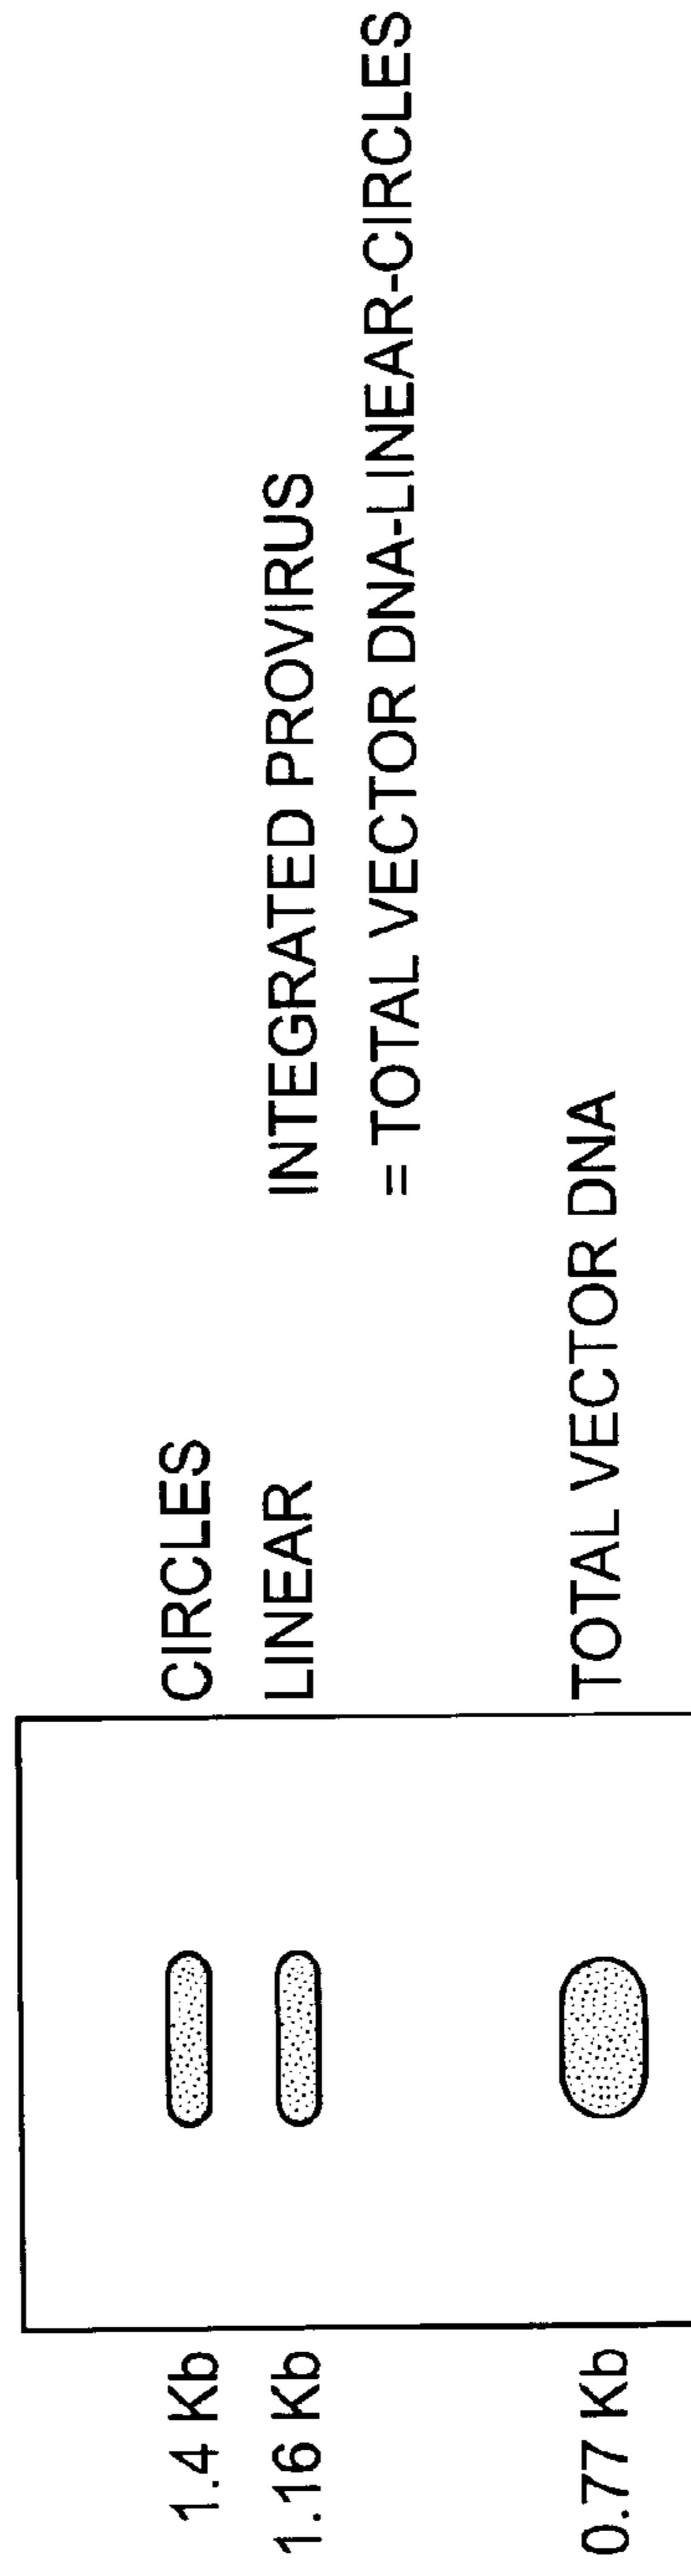 1.4 Kb CIRCLES
1.16 Kb LINEAR INTEGRATED PROVIRUS
= TOTAL VECTOR DNA-LINEAR-CIRCLES
0.77 Kb TOTAL VECTOR DNA